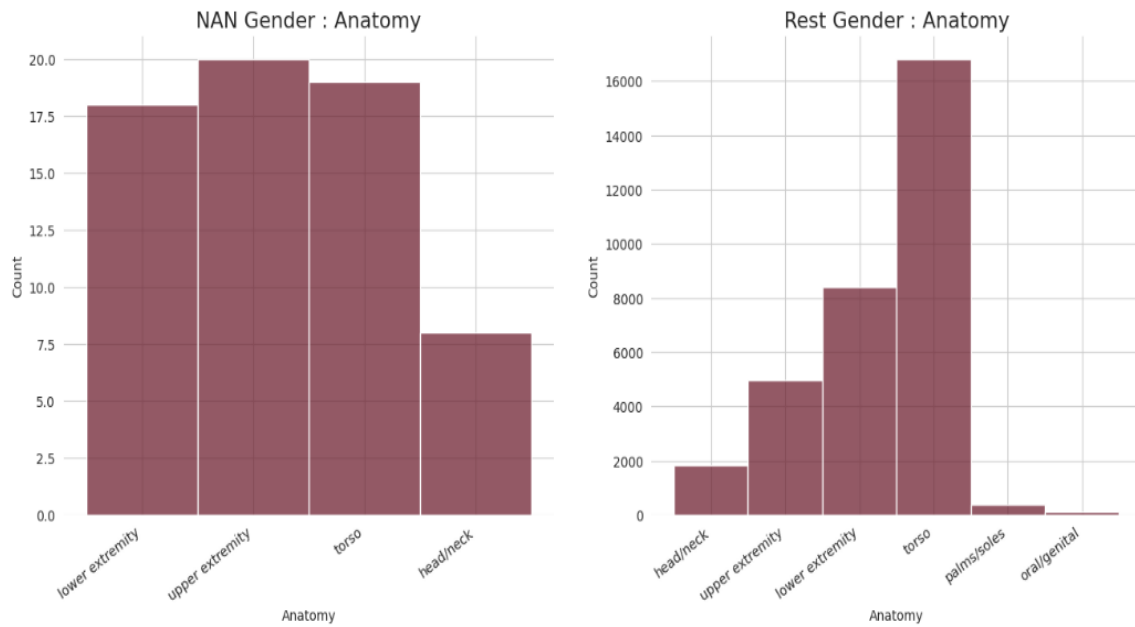 NAN Gender : Anatomy
20.0
17.5
15.0
12.5
10.0
7.5
5.0
2.5
0.0
Count
lower extremity
upper extremity
torso
head/neck
Anatomy
Rest Gender : Anatomy
16000
14000
12000
10000
8000
6000
4000
2000
0
Count
head/neck
upper extremity
lower extremity
torso
palms/soles
oral/genital
Anatomy